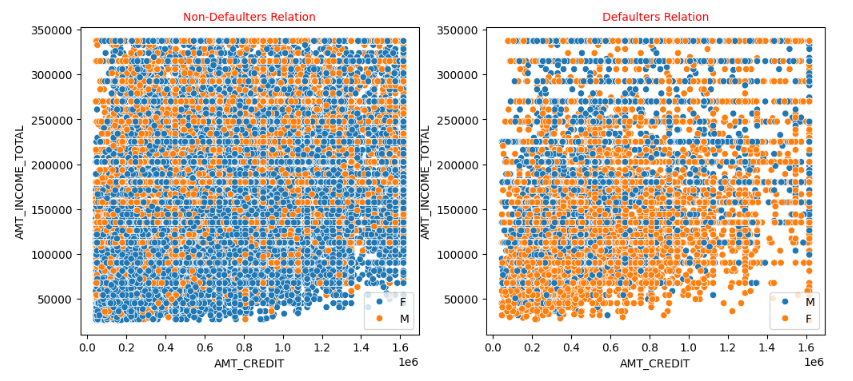 Non-Defaulters Relation
AMT_INCOME_TOTAL
350000
300000
250000
200000
150000
100000
50000
0.0 0.2 0.4 0.6 0.8 1.0 1.2 1.4 1.6
1e6
AMT_CREDIT
F
M
Defaulters Relation
AMT_INCOME_TOTAL
350000
300000
250000
200000
150000
100000
50000
0.0 0.2 0.4 0.6 0.8 1.0 1.2 1.4 1.6
1e6
AMT_CREDIT
M
F